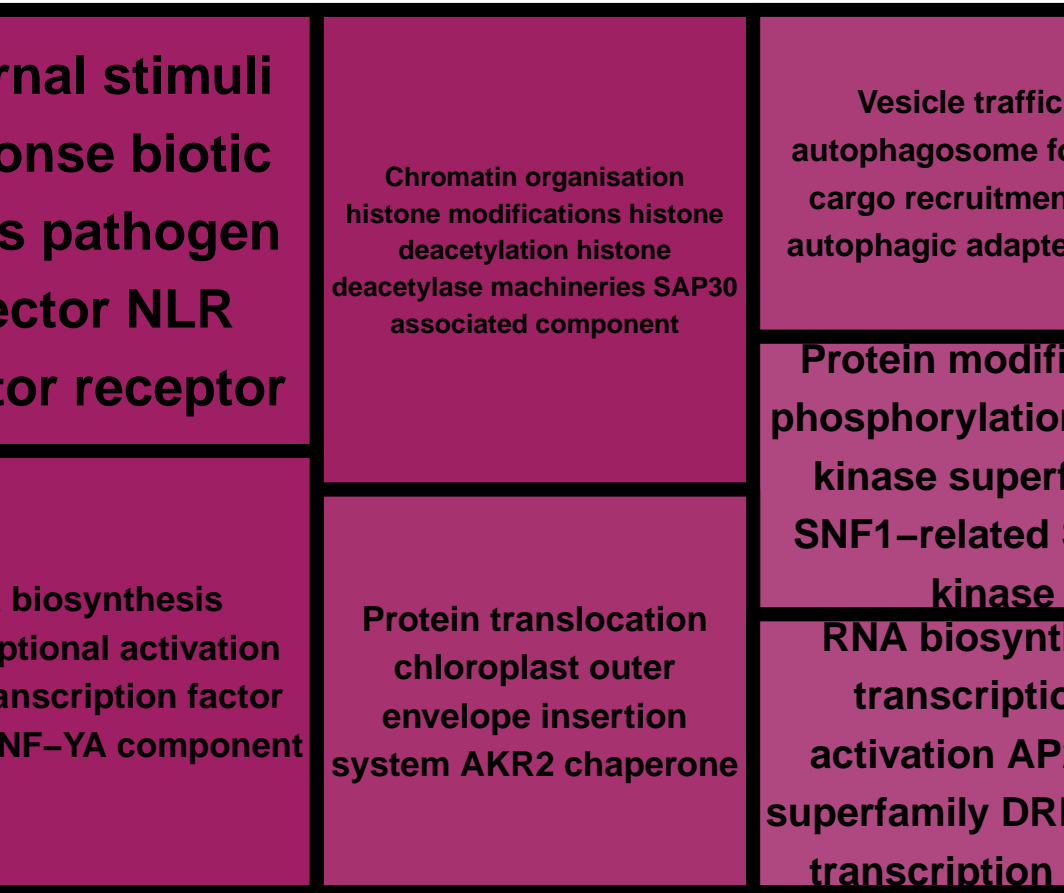 rnal stimuli
onse biotic
s pathogen
ector NLR
tor receptor
biosynthesis
ptional activation
anscription factor
NF−YA component
Chromatin organisation
histone modifications histone
deacetylation histone
deacetylase machineries SAP30
associated component
Protein translocation
chloroplast outer
envelope insertion
system AKR2 chaperone
Vesicle traffic
autophagosome fo
cargo recruitmen
autophagic adapte
Protein modifi
phosphorylation
kinase superf
SNF1−related
kinase
RNA biosynt
transcriptio
activation AP
superfamily DR
transcription